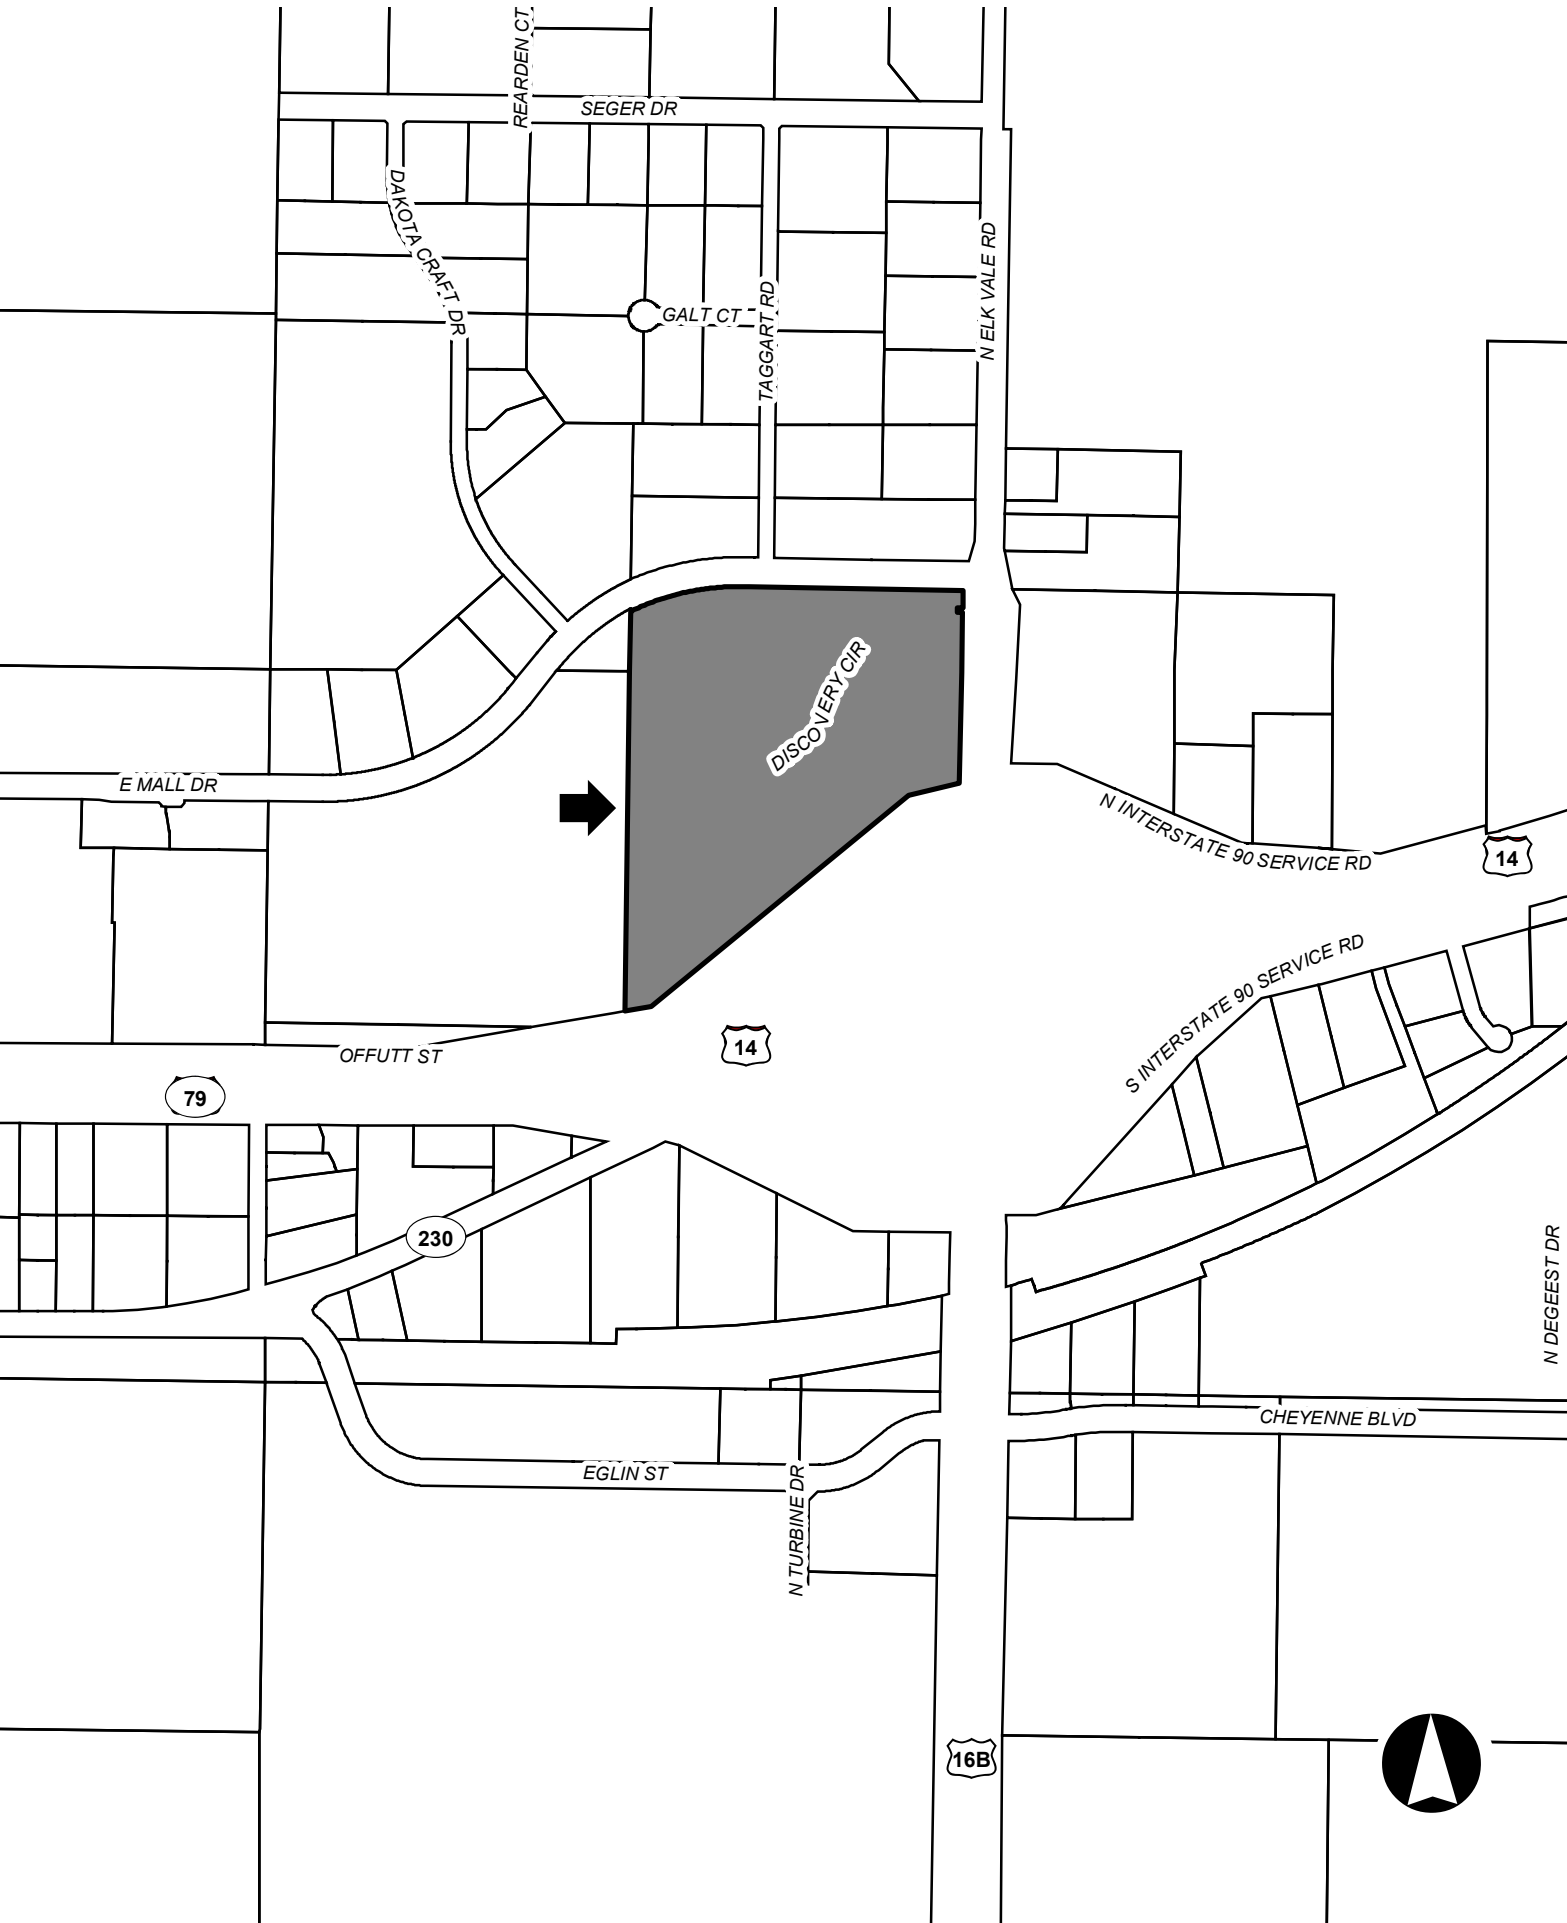 REARDEN CT
SEGER DR
DAKOTA CRAFT DR
N ELK VALE RD
GALT CT
TAGGART RD
DISCOVERY CIR
E MALL DR
N INTERSTATE 90 SERVICE RD
14
S INTERSTATE 90 SERVICE RD
14
OFFUTT ST
79
230
N DEGEEST DR
CHEYENNE BLVD
EGLIN ST
N TURBINE DR
16B